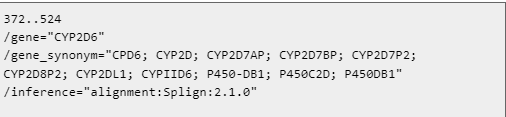 372..524
/gene="CYP2D6"
/gene_synonym="CPD6; CYP2D; CYP2D7AP; CYP2D7BP; CYP2D7P2;
CYP2D8P2; CYP2DL1; CYPIID6; P450-DB1; P450C2D; P450DB1"
/inference="alignment:Splign:2.1.0"